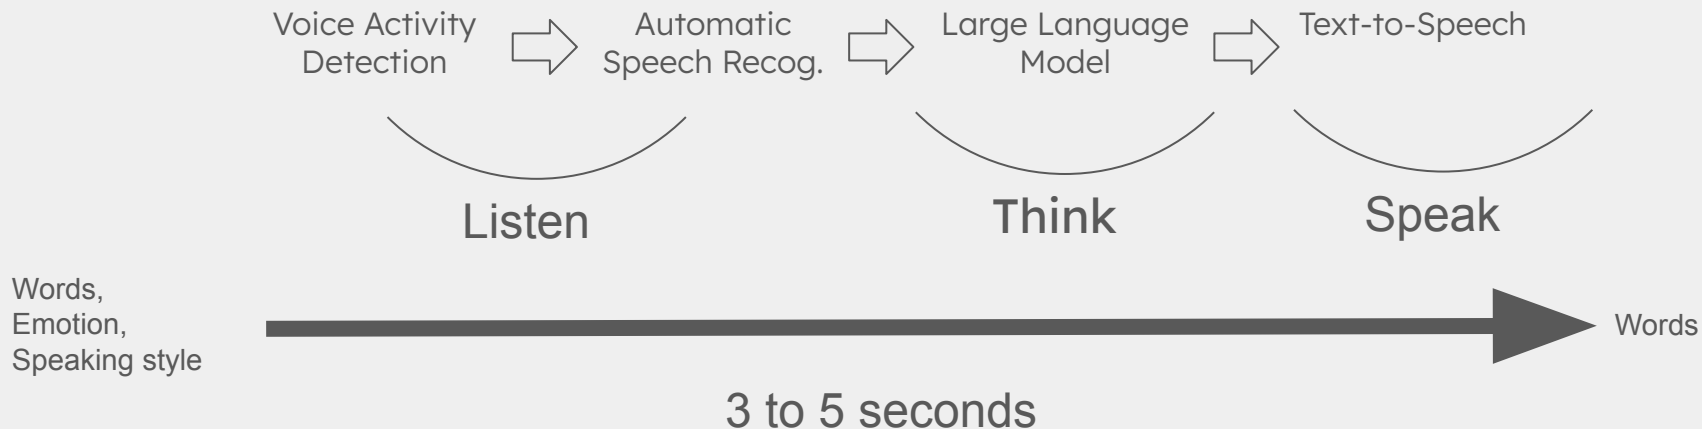 Voice Activity
Detection
Automatic
Speech Recog.
Large Language
Model
Text-to-Speech
Listen
Think
Speak
Words,
Emotion,
Speaking style
Words
3 to 5 seconds